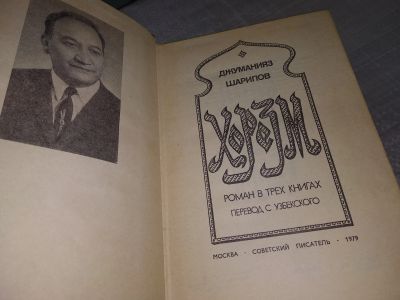 ДЖУМАНИЯЗ
ШАРИПОВ
ХОРЕЗМ
РОМАН В ТРЕХ КНИГАХ
ПЕРЕВОД С УЗБЕКСКОГО
МОСКВА · СОВЕТСКИЙ ПИСАТЕЛЬ · 1979